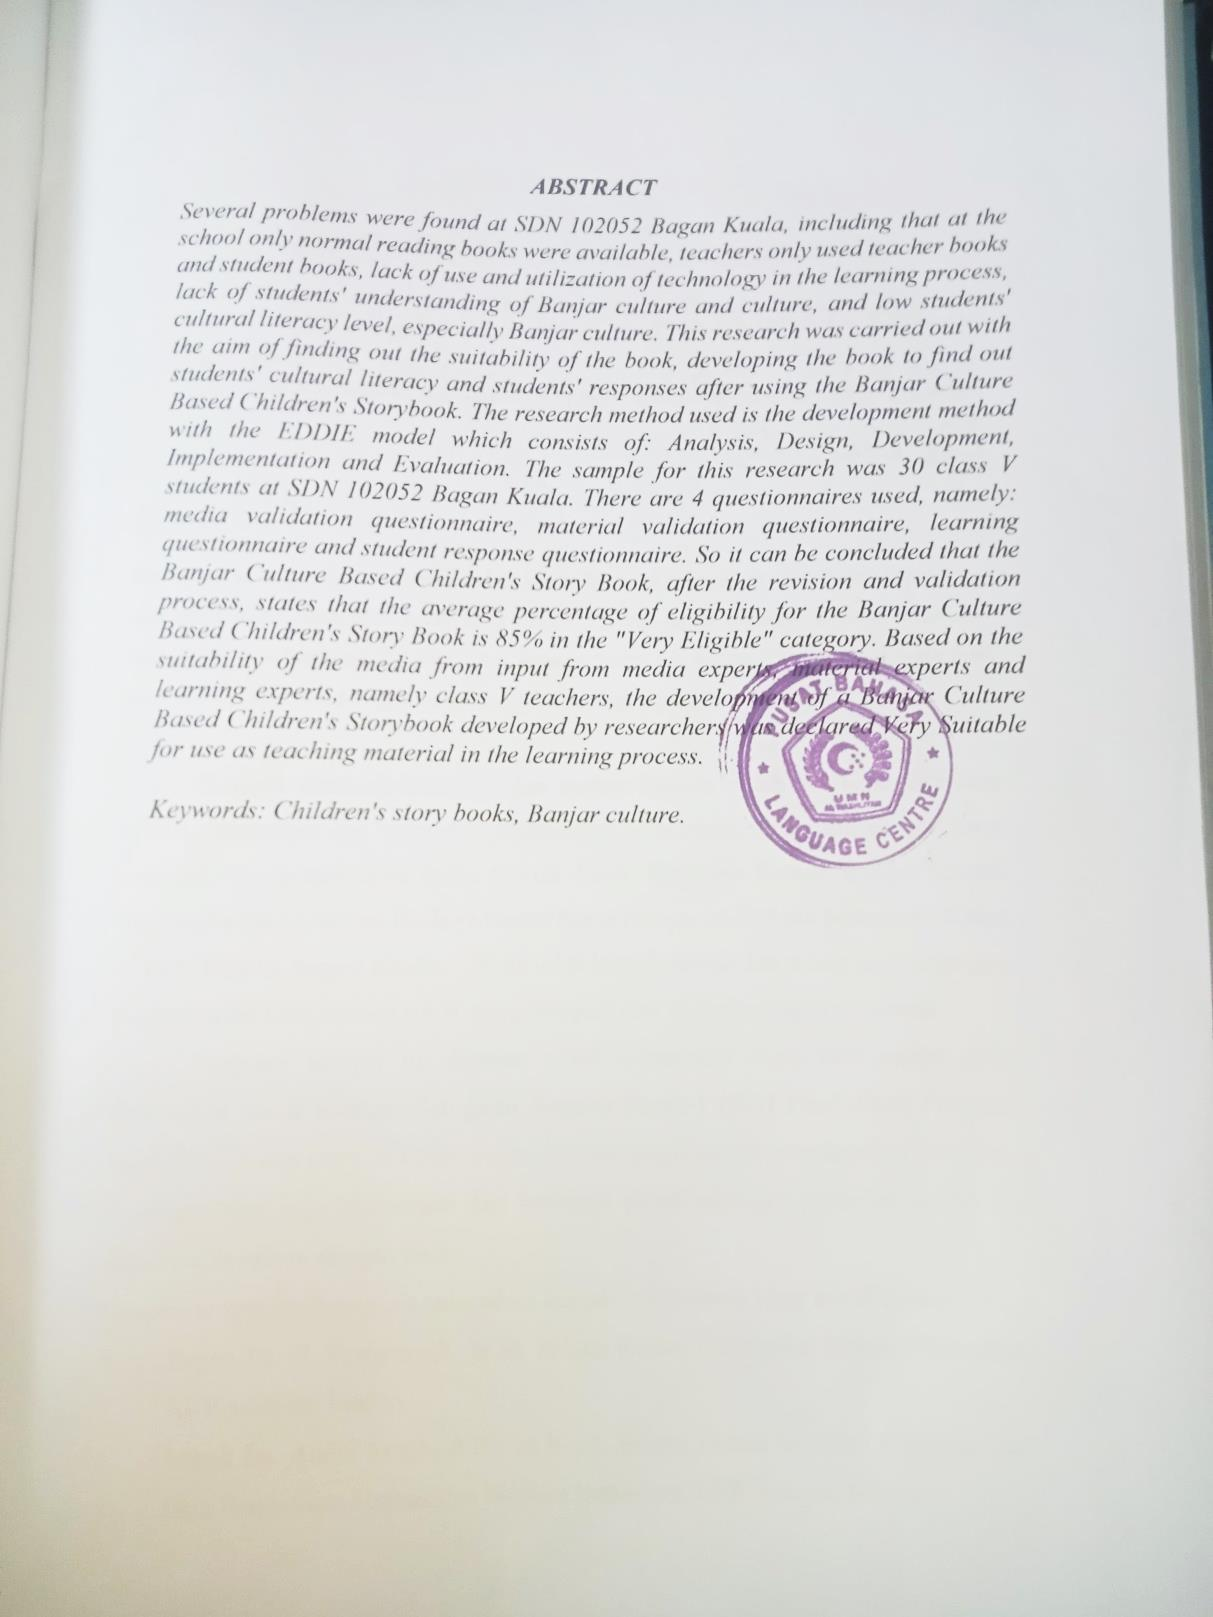 ABSTRACT
Several problems were found at SDN 102052 Bagan Kuala, including that at the
school only normal reading books were available, teachers only used teacher books
and student books, lack of use and utilization of technology in the learning process,
lack of students' understanding of Banjar culture and culture, and low students'
cultural literacy level, especially Banjar culture. This research was carried out with
the aim of finding out the suitability of the book, developing the book to find out
students' cultural literacy and students' responses after using the Banjar Culture
Based Children's Storybook. The research method used is the development method
with the EDDIE model which consists of: Analysis, Design, Development,
Implementation and Evaluation. The sample for this research was 30 class V
students at SDN 102052 Bagan Kuala. There are 4 questionnaires used, namely:
media validation questionnaire, material validation questionnaire, learning
questionnaire and student response questionnaire. So it can be concluded that the
Banjar Culture Based Children's Story Book, after the revision and validation
process, states that the average percentage of eligibility for the Banjar Culture
Based Children's Story Book is 85% in the "Very Eligible" category. Based on the
suitability of the media from input from media experts, material experts and
learning experts, namely class V teachers, the development of a Banjar Culture
Based Children's Storybook developed by researchers was declared Very Suitable
for use as teaching material in the learning process.
Keywords: Children's story books, Banjar culture.
PUSAT BAHASA
UMN
AL WASHLIYAH
LANGUAGE CENTRE